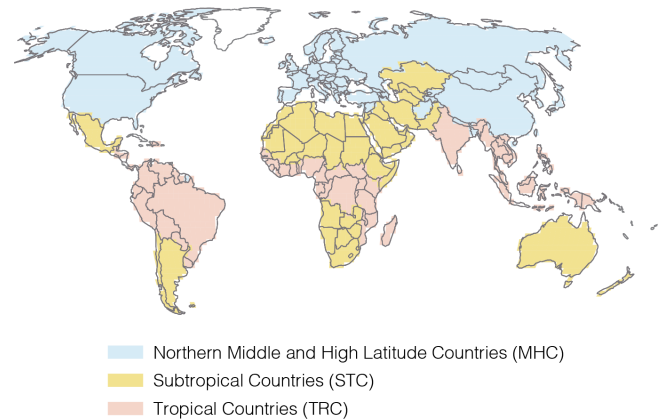 Northern Middle and High Latitude Countries (MHC)
Subtropical Countries (STC)
Tropical Countries (TRC)